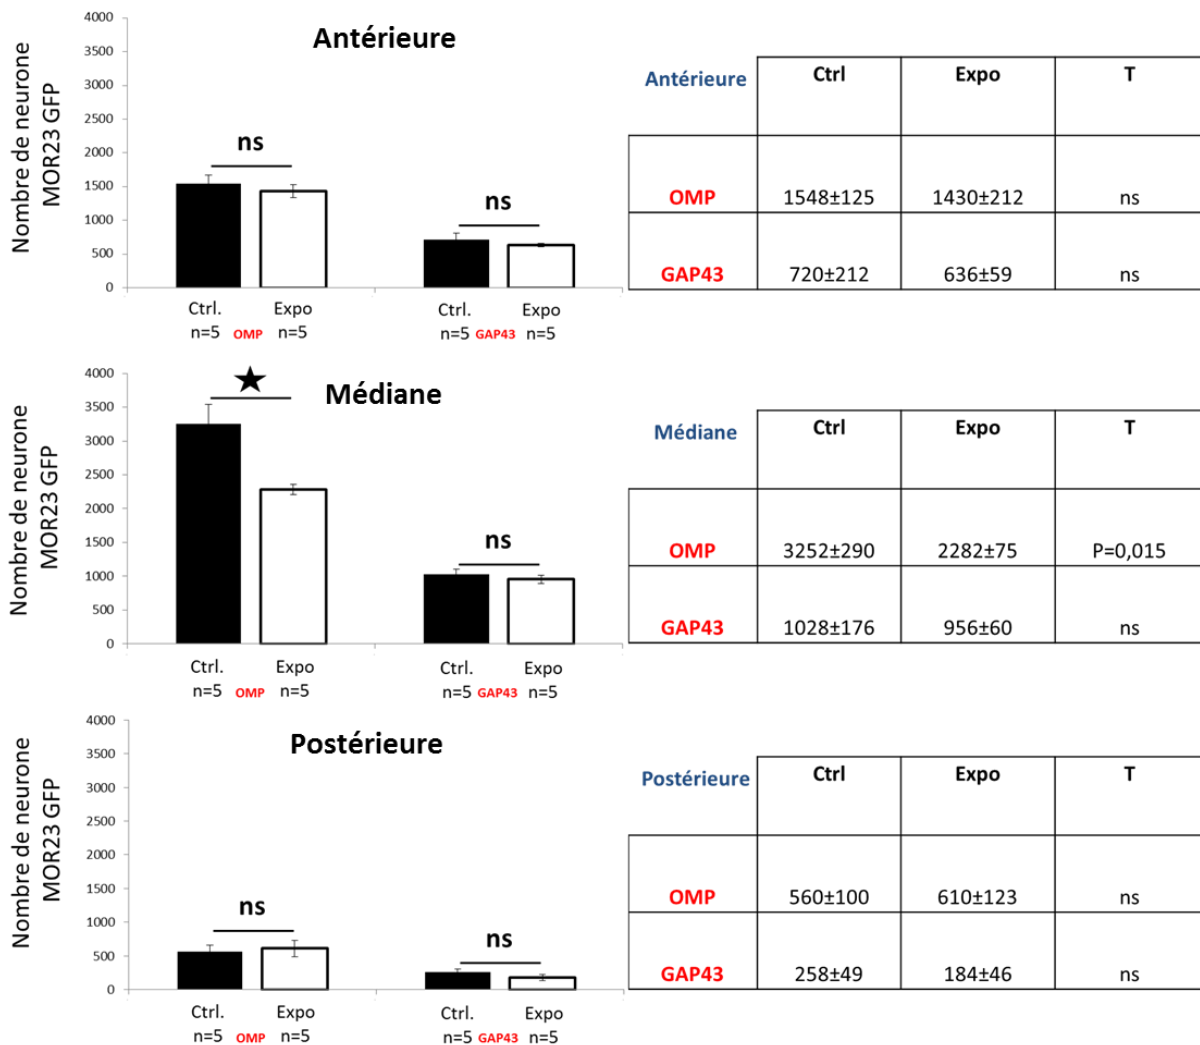 Antérieure
Nombre de neurone
MOR23 GFP
4000
3500
3000
2500
2000
1500
1000
500
0
ns
ns
Ctrl. Expo Ctrl. Expo
n=5 OMP n=5 n=5 GAP43 n=5
Antérieure Ctrl Expo T
OMP 1548±125 1430±212 ns
GAP43 720±212 636±59 ns
Médiane
Nombre de neurone
MOR23 GFP
4000
3500
3000
2500
2000
1500
1000
500
0
ns
Ctrl. Expo Ctrl. Expo
n=5 OMP n=5 n=5 GAP43 n=5
Médiane Ctrl Expo T
OMP 3252±290 2282±75 P=0,015
GAP43 1028±176 956±60 ns
Postérieure
Nombre de neurone
MOR23 GFP
4000
3500
3000
2500
2000
1500
1000
500
0
ns
ns
Ctrl. Expo Ctrl. Expo
n=5 OMP n=5 n=5 GAP43 n=5
Postérieure Ctrl Expo T
OMP 560±100 610±123 ns
GAP43 258±49 184±46 ns